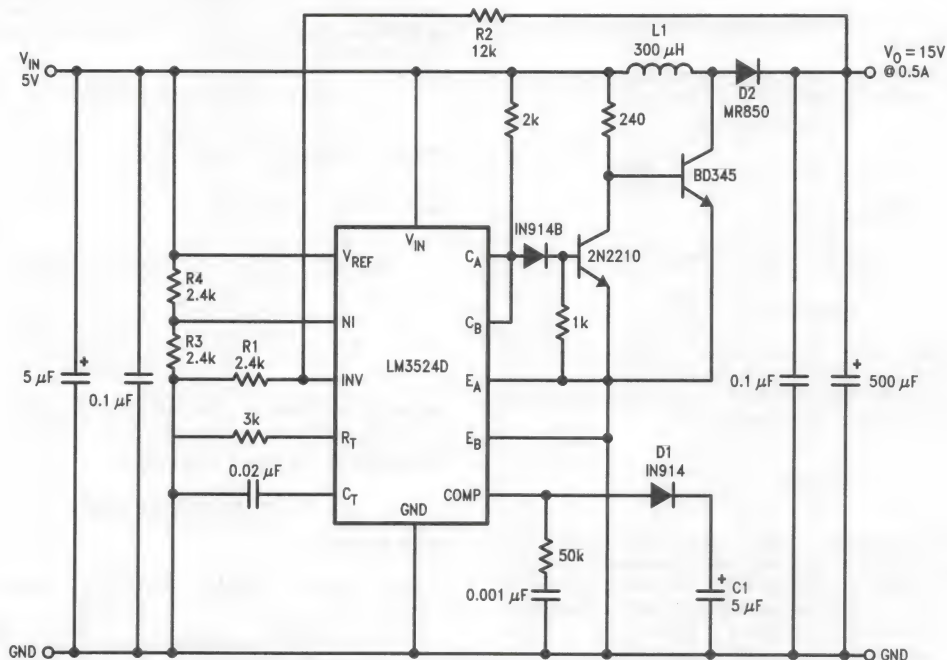 R2
12k
L1
300 μH
V_IN
5V
V_O = 15V
@ 0.5A
D2
MR850
2k
240
BD345
IN914B
2N2210
V_IN
V_REF
C_A
R4
2.4k
NI
C_B
1k
R3
2.4k
R1
2.4k
LM3524D
INV
E_A
5 μF
+
0.1 μF
0.1 μF
+
500 μF
3k
R_T
E_B
0.02 μF
C_T
COMP
D1
IN914
GND
50k
0.001 μF
+
C1
5 μF
GND
GND